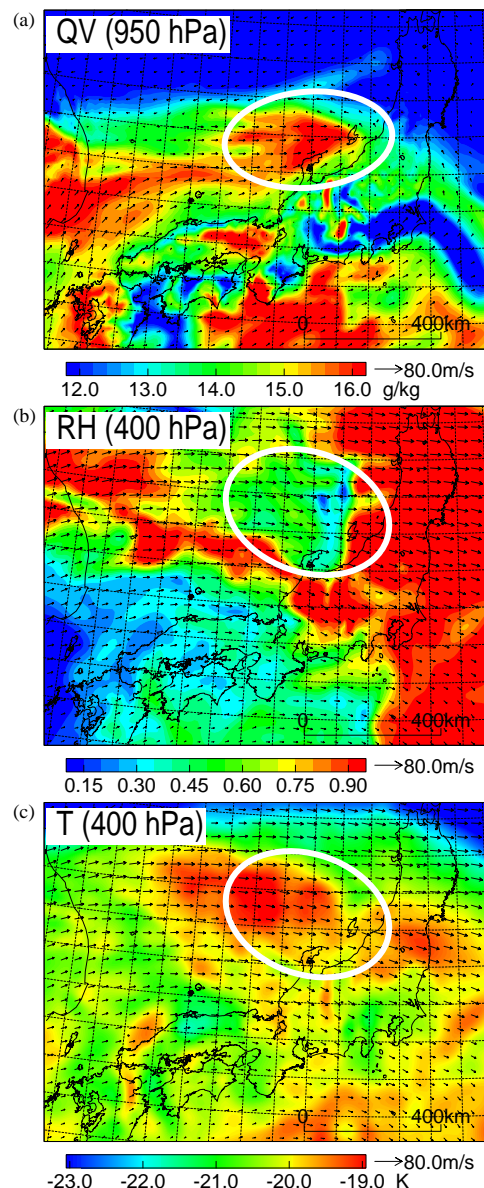 (a)
QV (950 hPa)
0 400km
12.0 13.0 14.0 15.0 16.0 g/kg 80.0m/s
(b)
RH (400 hPa)
0 400km
0.15 0.30 0.45 0.60 0.75 0.90 80.0m/s
(c)
T (400 hPa)
0 400km
-23.0 -22.0 -21.0 -20.0 -19.0 K 80.0m/s